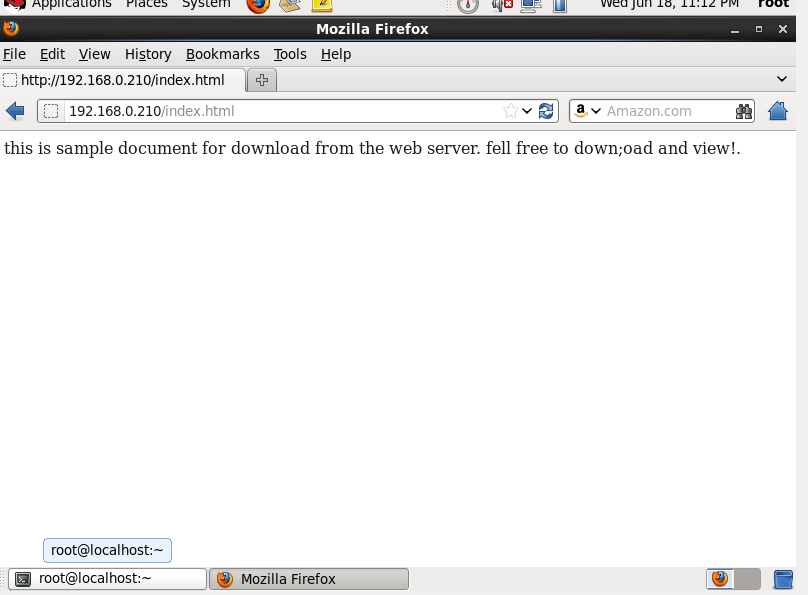 Applications Places System Wed Jun 18, 11:12 PM root
Mozilla Firefox
File Edit View History Bookmarks Tools Help
http://192.168.0.210/index.html
192.168.0.210/index.html a Amazon.com
this is sample document for download from the web server. fell free to down;oad and view!.
root@localhost:~
root@localhost:~ Mozilla Firefox